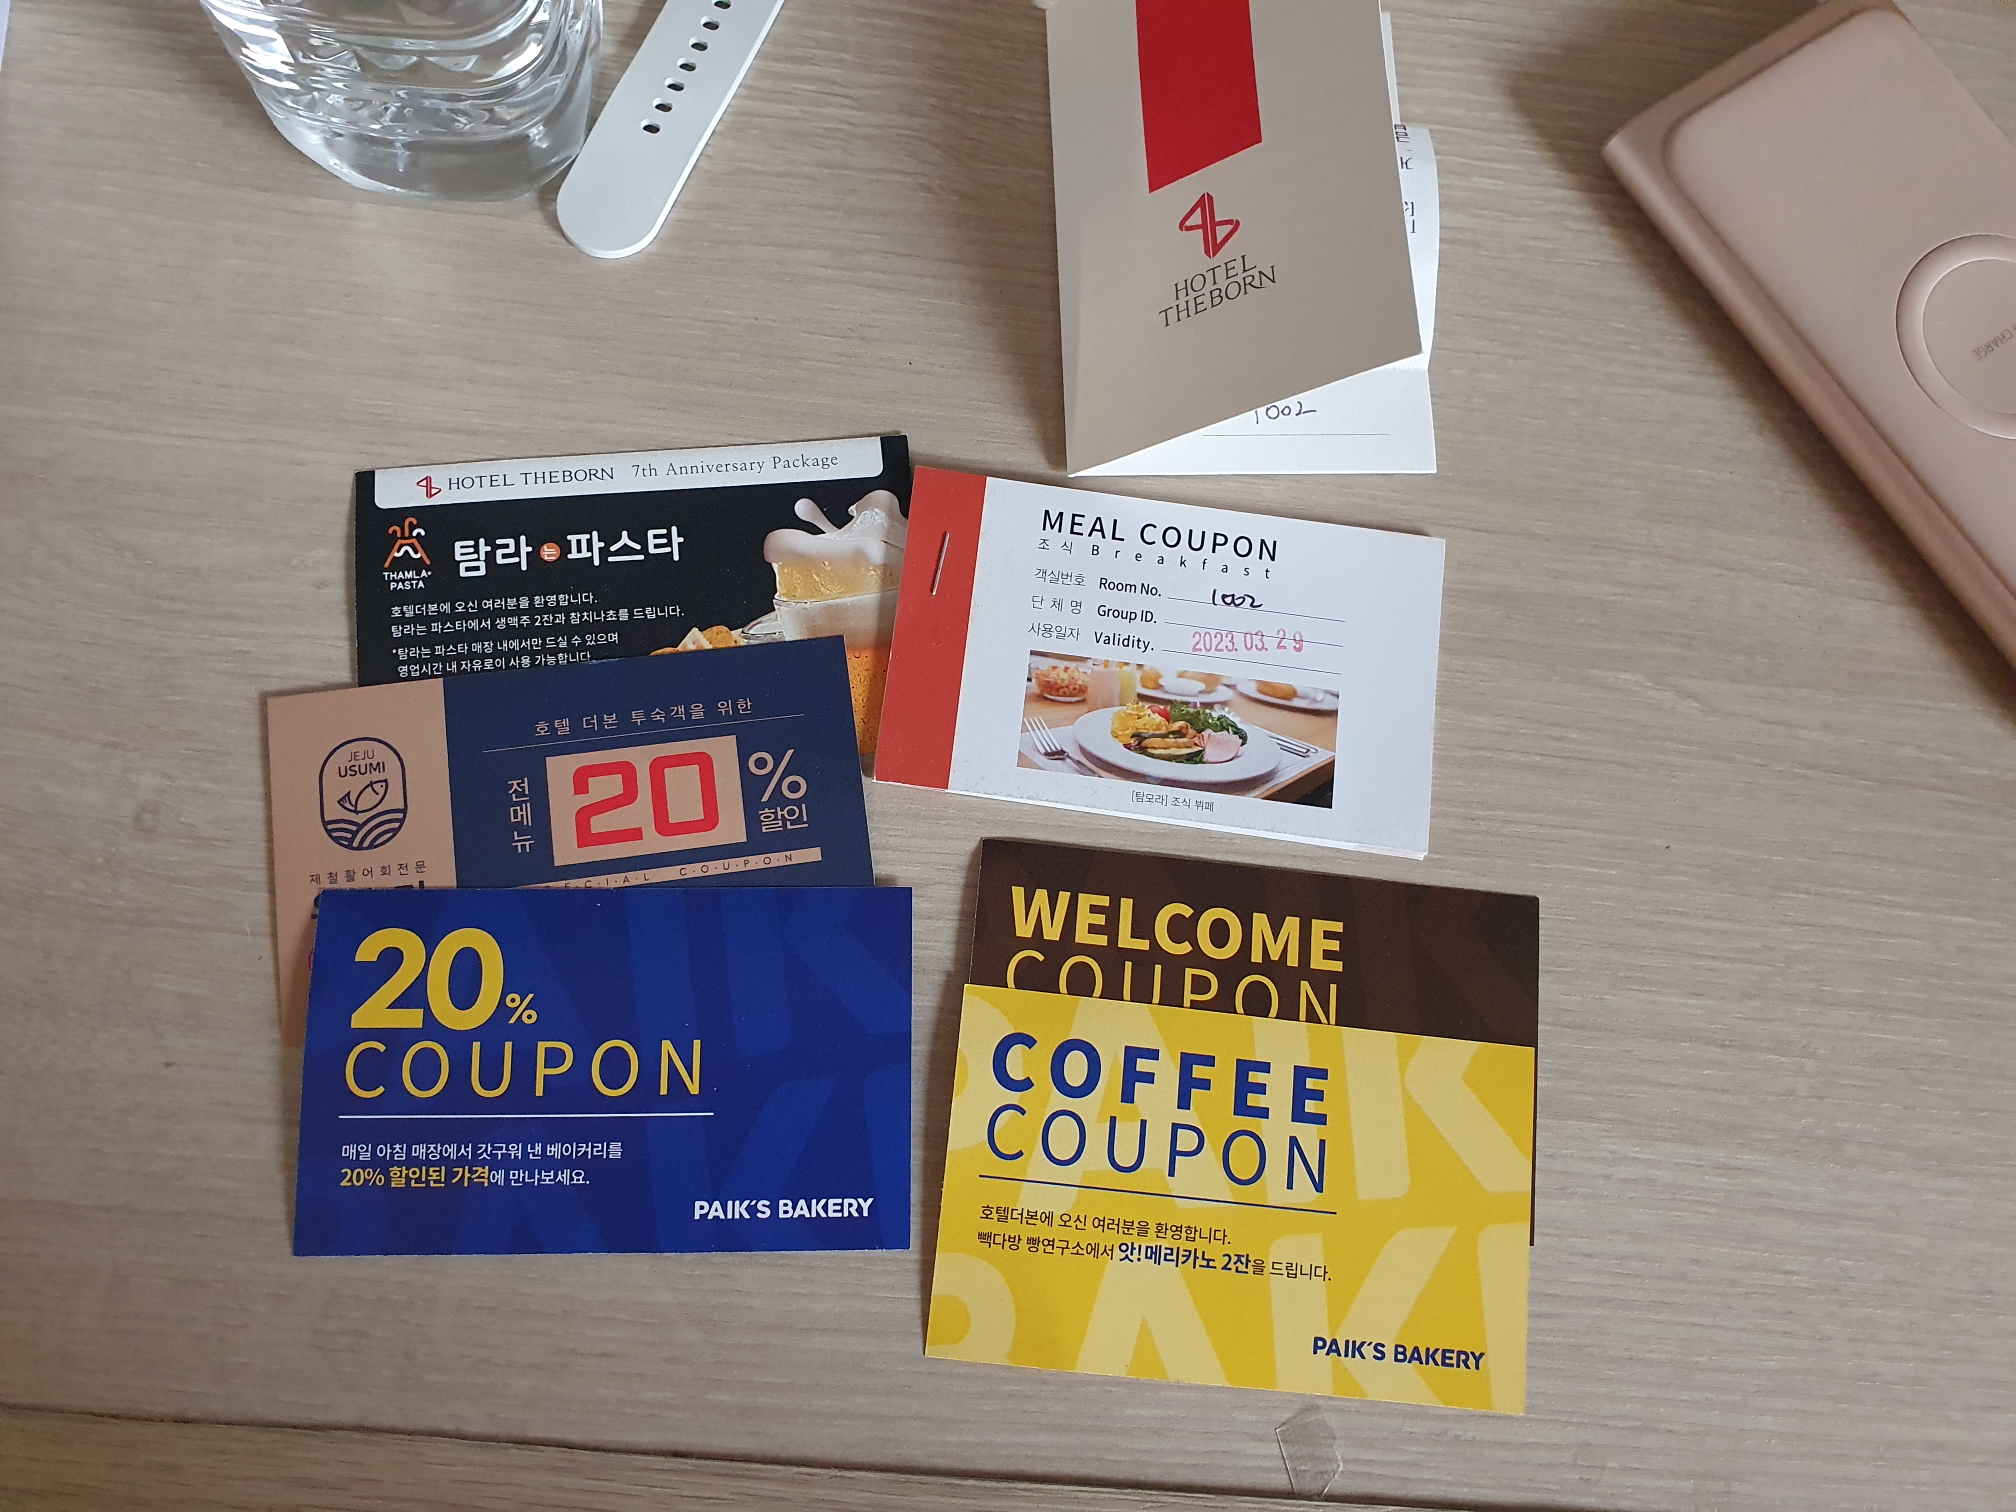 HOTEL
THEBORN
1002
HOTEL THEBORN 7th Anniversary Package
THAMLA
PASTA
탐라는파스타
호텔더본에 오신 여러분을 환영합니다.
탐라는 파스타에서 생맥주 2잔과 참치나쵸를 드립니다.
*탐라는 파스타 매장 내에서만 드실 수 있으며
영업시간 내 자유로이 사용 가능합니다.
MEAL COUPON
조식 Breakfast
객실번호 Room No. 1002
단체명 Group ID.
사용일자 Validity. 2023. 03. 29
[탐모라] 조식 뷔페
JEJU
USUMI
제철활어회전문
호텔 더본 투숙객을 위한
전메뉴 20% 할인
COUPON
20%
COUPON
매일 아침 매장에서 갓구워 낸 베이커리를
20% 할인된 가격에 만나보세요.
PAIK'S BAKERY
WELCOME
COUPON
COFFEE
COUPON
호텔더본에 오신 여러분을 환영합니다.
빽다방 빵연구소에서 앗!메리카노 2잔을 드립니다.
PAIK'S BAKERY
CHARGE